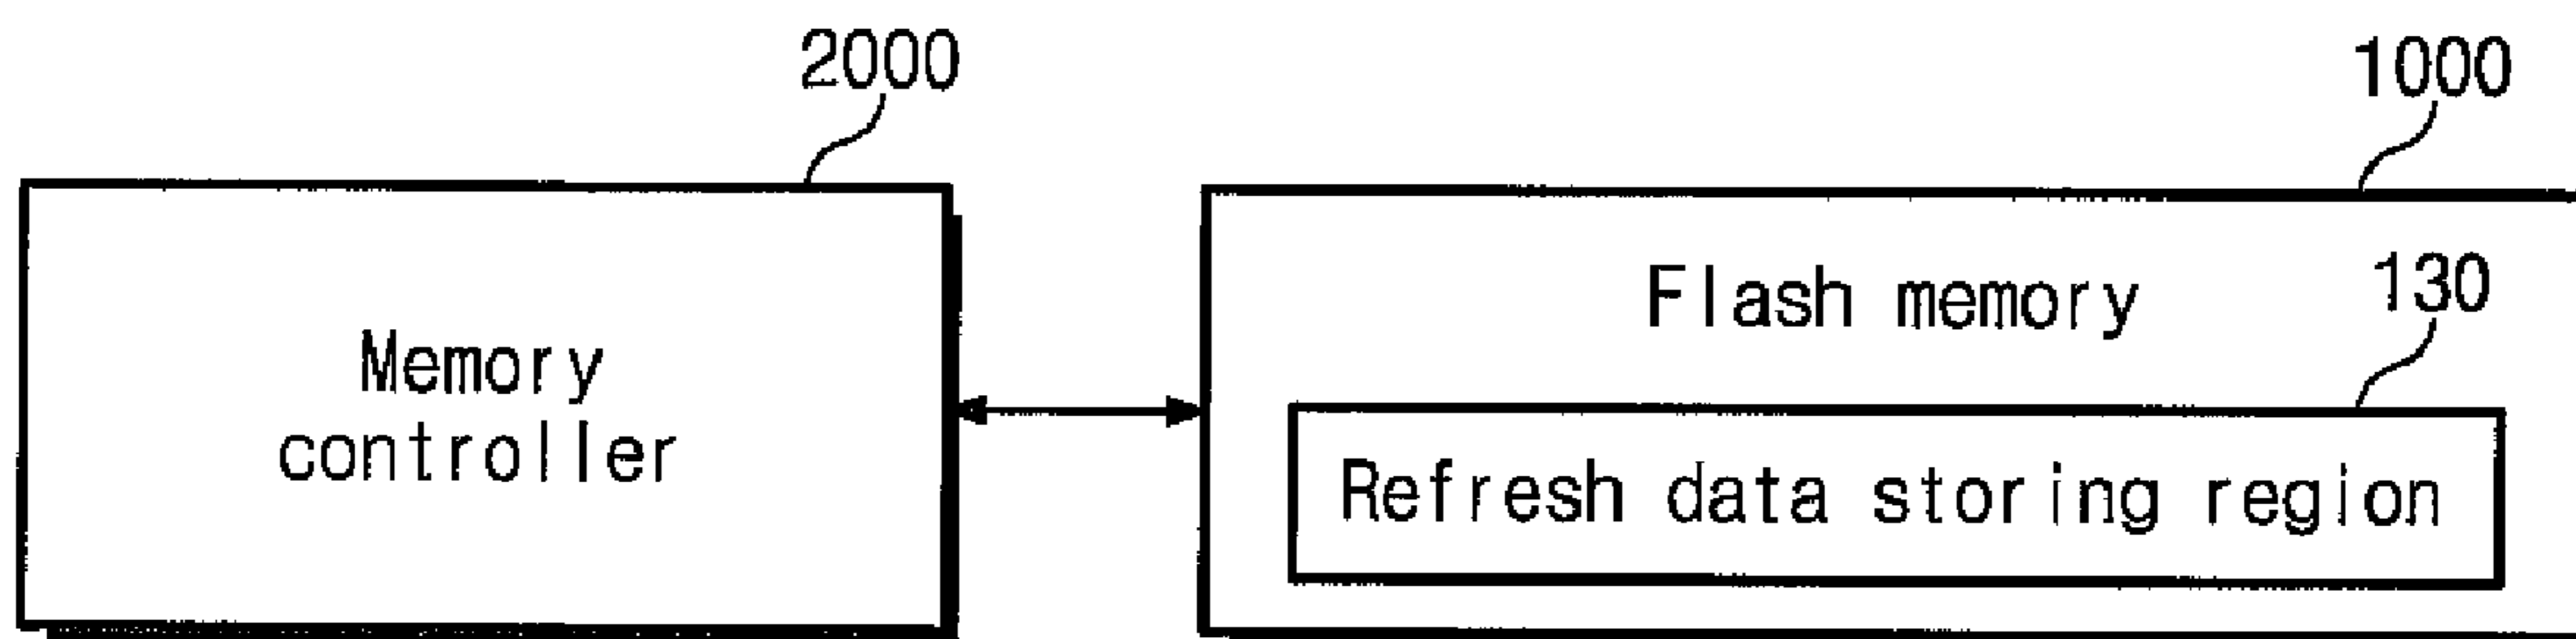 2000
1000
Flash memory
130
Memory
controller
Refresh data storing region